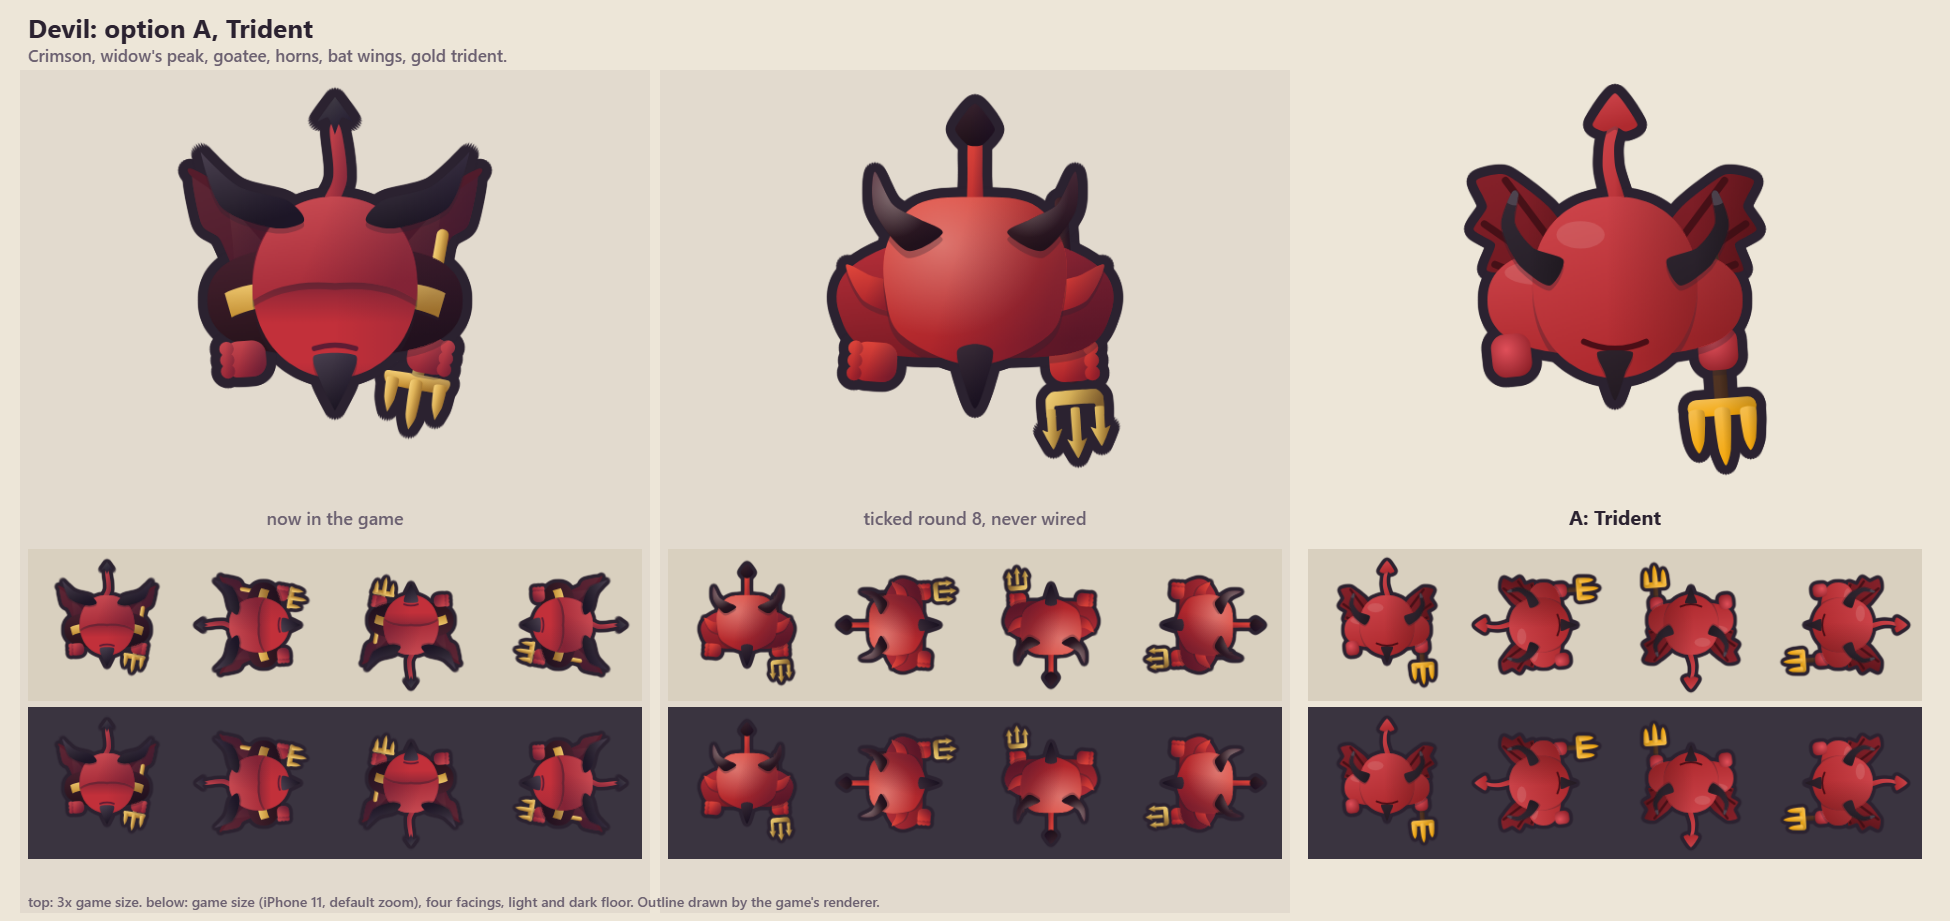 Devil: option A, Trident
Crimson, widow's peak, goatee, horns, bat wings, gold trident.
now in the game
ticked round 8, never wired
A: Trident
top: 3x game size. below: game size (iPhone 11, default zoom), four facings, light and dark floor. Outline drawn by the game's renderer.